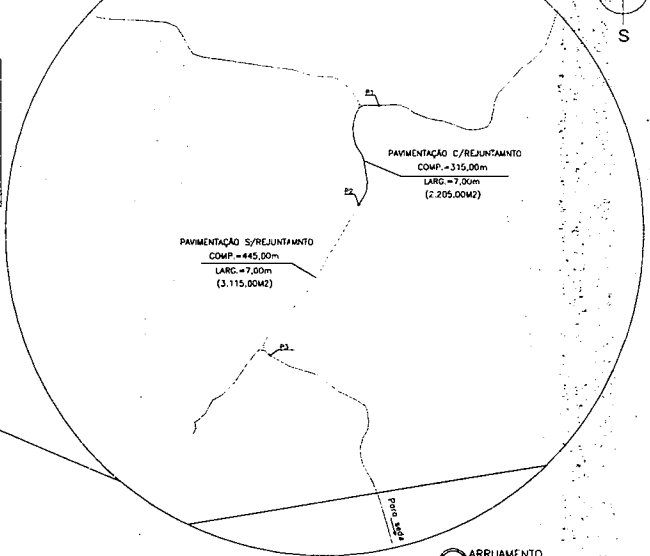 S
P1
PAVIMENTAÇÃO C/REJUNTAMNTO
COMP.=315,00m
LARG.=7,00m
(2.205,00M2)
P2
PAVIMENTAÇÃO S/REJUNTAMNTO
COMP.=445,00m
LARG.=7,00m
(3.115,00M2)
P3
Para sede
ARRUAMENTO